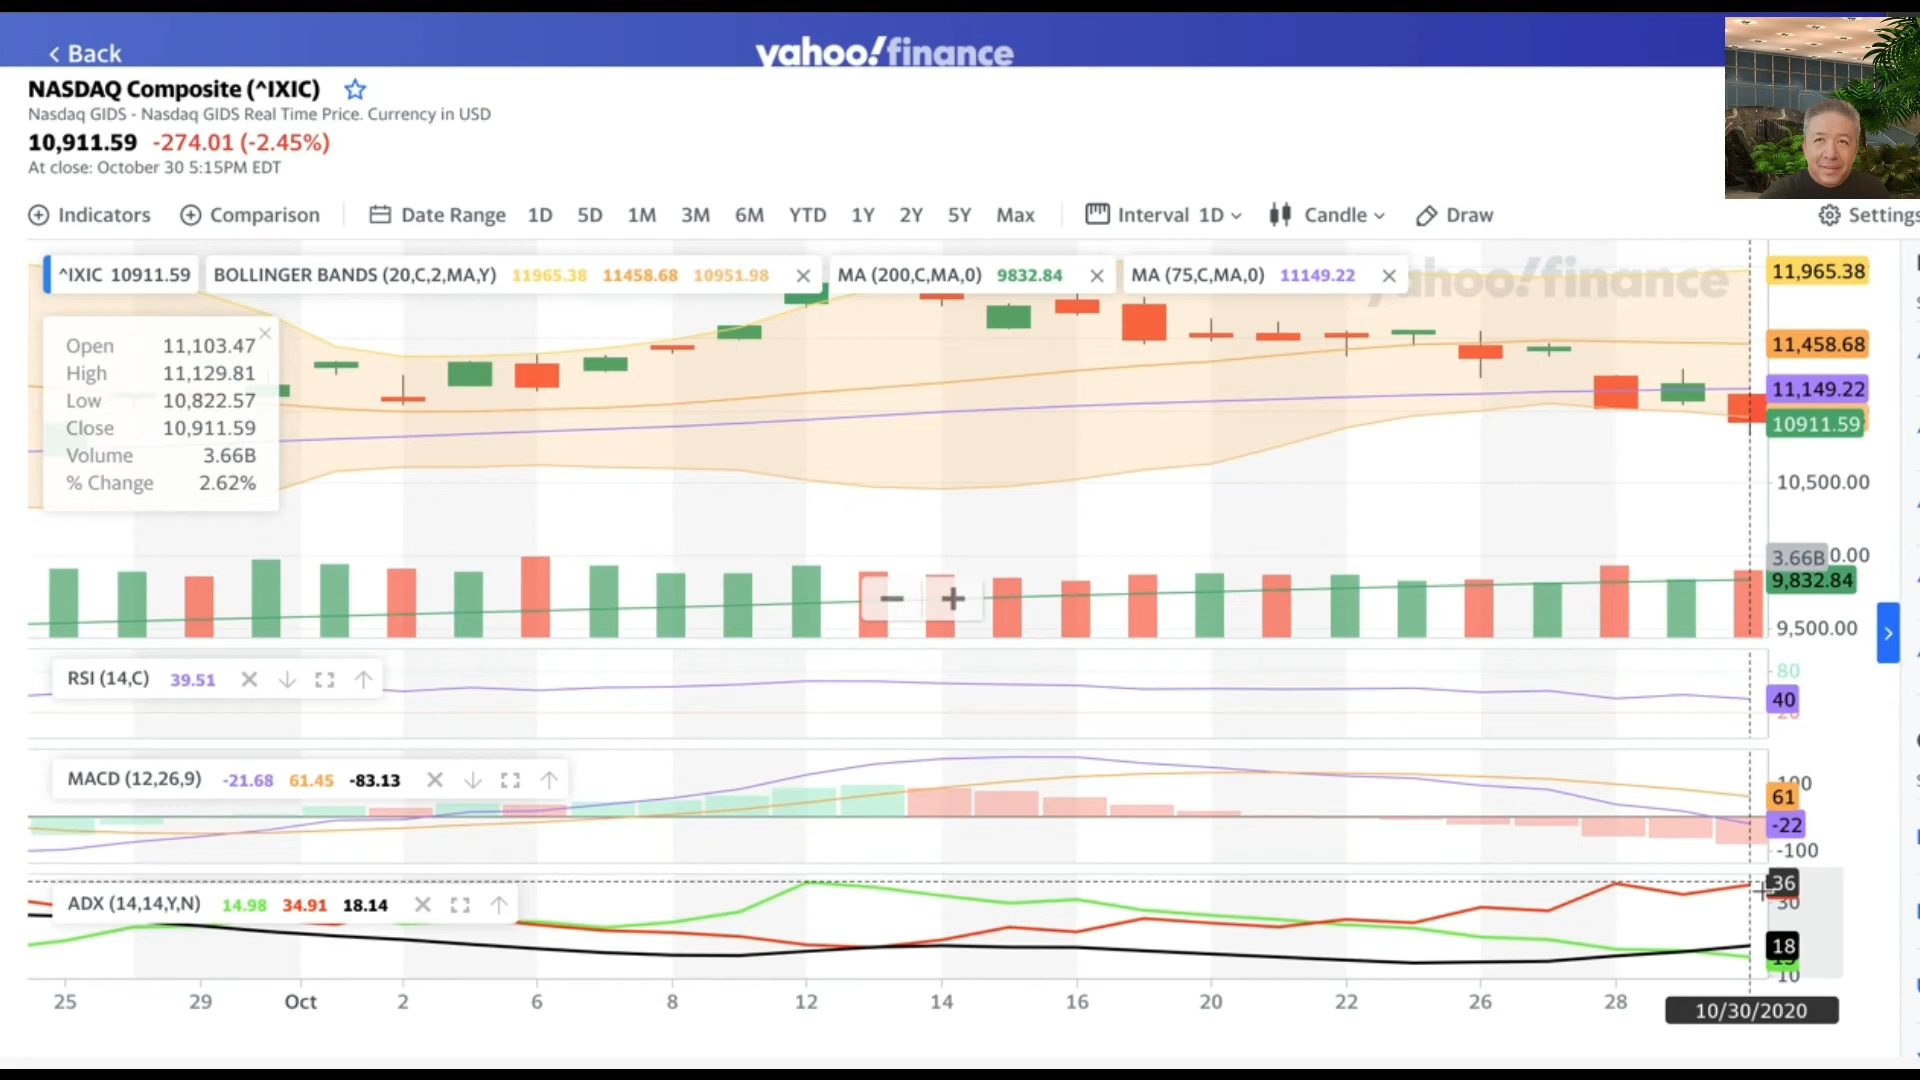 Back
yahoo!finance
NASDAQ Composite (^IXIC)
Nasdaq GIDS - Nasdaq GIDS Real Time Price. Currency in USD
10,911.59 -274.01 (-2.45%)
At close: October 30 5:15PM EDT
Indicators Comparison Date Range 1D 5D 1M 3M 6M YTD 1Y 2Y 5Y Max Interval 1D Candle Draw Settings
^IXIC 10911.59 BOLLINGER BANDS (20,C,2,MA,Y) 11965.38 11458.68 10951.98 MA (200,C,MA,0) 9832.84 MA (75,C,MA,0) 11149.22
yahoo!finance
11,965.38
Open 11,103.47
High 11,129.81
Low 10,822.57
Close 10,911.59
Volume 3.66B
% Change 2.62%
11,458.68
11,149.22
10911.59
10,500.00
3.66B 0.00
9,832.84
9,500.00
RSI (14,C) 39.51
80
40
MACD (12,26,9) -21.68 61.45 -83.13
100
61
-22
-100
ADX (14,14,Y,N) 14.98 34.91 18.14
36
30
18
10
25 29 Oct 2 6 8 12 14 16 20 22 26 28 10/30/2020